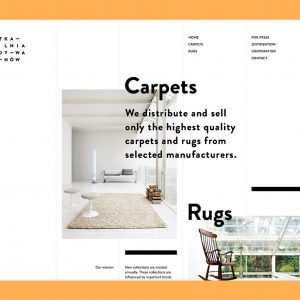 TKA—
LNIA
DY—WA
—NÓW
HOME
CARPETS
RUGS
FOR PRESS
DISTRIBUTION
COOPERATION
CONTACT
Carpets
We distribute and sell
only the highest quality
carpets and rugs from
selected manufacturers.
Rugs
Our mission
New collections are created
annually. These collections are
influenced by important trends